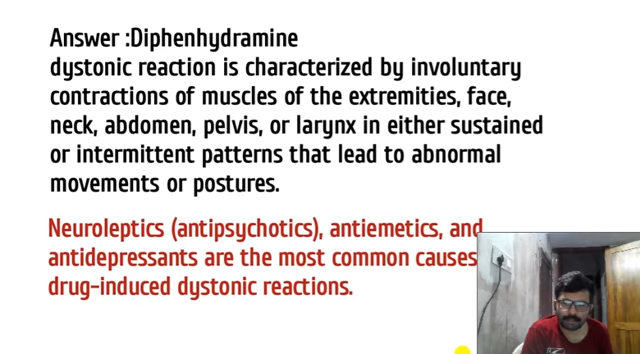 Answer :Diphenhydramine
dystonic reaction is characterized by involuntary
contractions of muscles of the extremities, face,
neck, abdomen, pelvis, or larynx in either sustained
or intermittent patterns that lead to abnormal
movements or postures.
Neuroleptics (antipsychotics), antiemetics, and
antidepressants are the most common causes
drug-induced dystonic reactions.